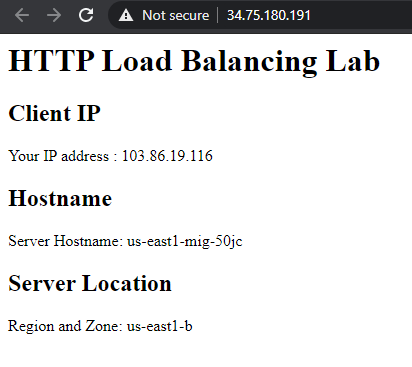 Not secure | 34.75.180.191
HTTP Load Balancing Lab
Client IP
Your IP address : 103.86.19.116
Hostname
Server Hostname: us-east1-mig-50jc
Server Location
Region and Zone: us-east1-b